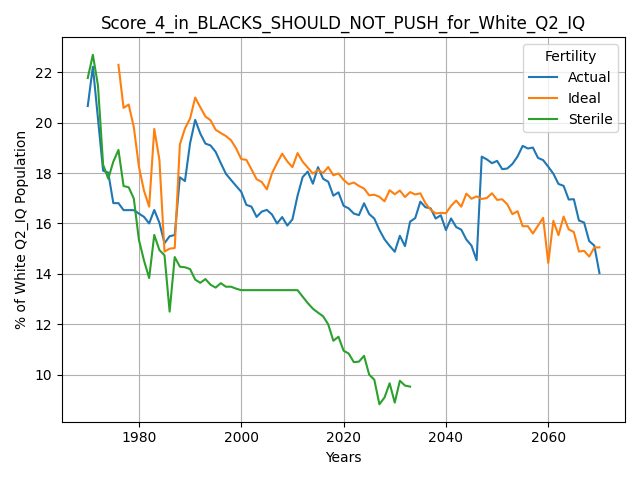 Score_4_in_BLACKS_SHOULD_NOT_PUSH_for_White_Q2_IQ
Fertility
Actual
Ideal
Sterile
% of White Q2_IQ Population
22
20
18
16
14
12
10
1980
2000
2020
2040
2060
Years